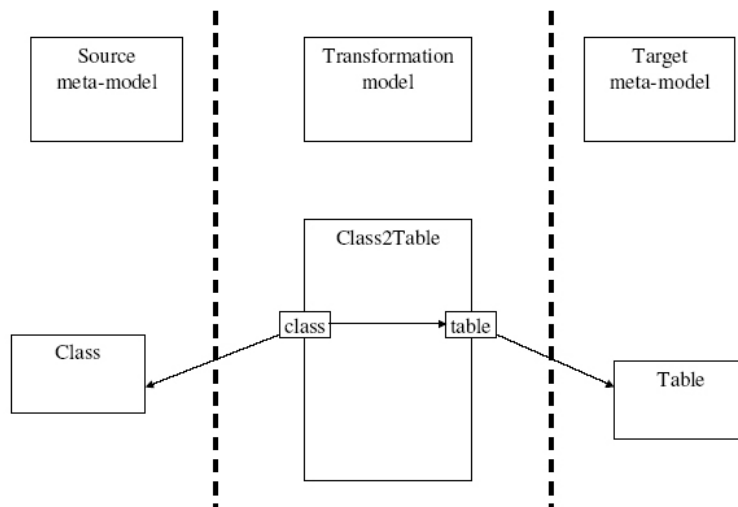 Source
meta-model
Transformation
model
Target
meta-model
Class2Table
class
table
Class
Table